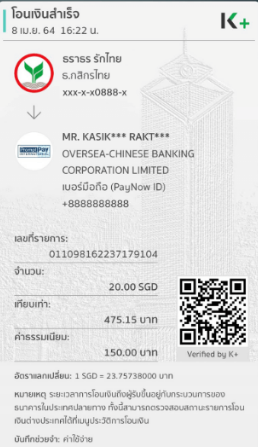 โอนเงินสำเร็จ
8 เม.ย. 64 16:22 น.
K+
ธราธร รักไทย
ธ.กสิกรไทย
xxx-x-x0888-x
MR. KASIK*** RAKT***
OVERSEA-CHINESE BANKING
CORPORATION LIMITED
เบอร์มือถือ (PayNow ID)
+8888888888
เลขที่รายการ:
011098162237179104
จำนวน:
20.00 SGD
เทียบเท่า:
475.15 บาท
ค่าธรรมเนียม:
150.00 บาท
Verified by K+
อัตราแลกเปลี่ยน: 1 SGD = 23.75738000 บาท
หมายเหตุ ระยะเวลาการโอนเงินถึงผู้รับขึ้นอยู่กับกระบวนการของ
ธนาคารในประเทศปลายทาง ทั้งนี้สามารถตรวจสอบสถานะรายการโอน
เงินต่างประเทศได้ที่เมนูประวัติการโอนเงิน
บันทึกช่วยจำ: ค่าใช้จ่าย